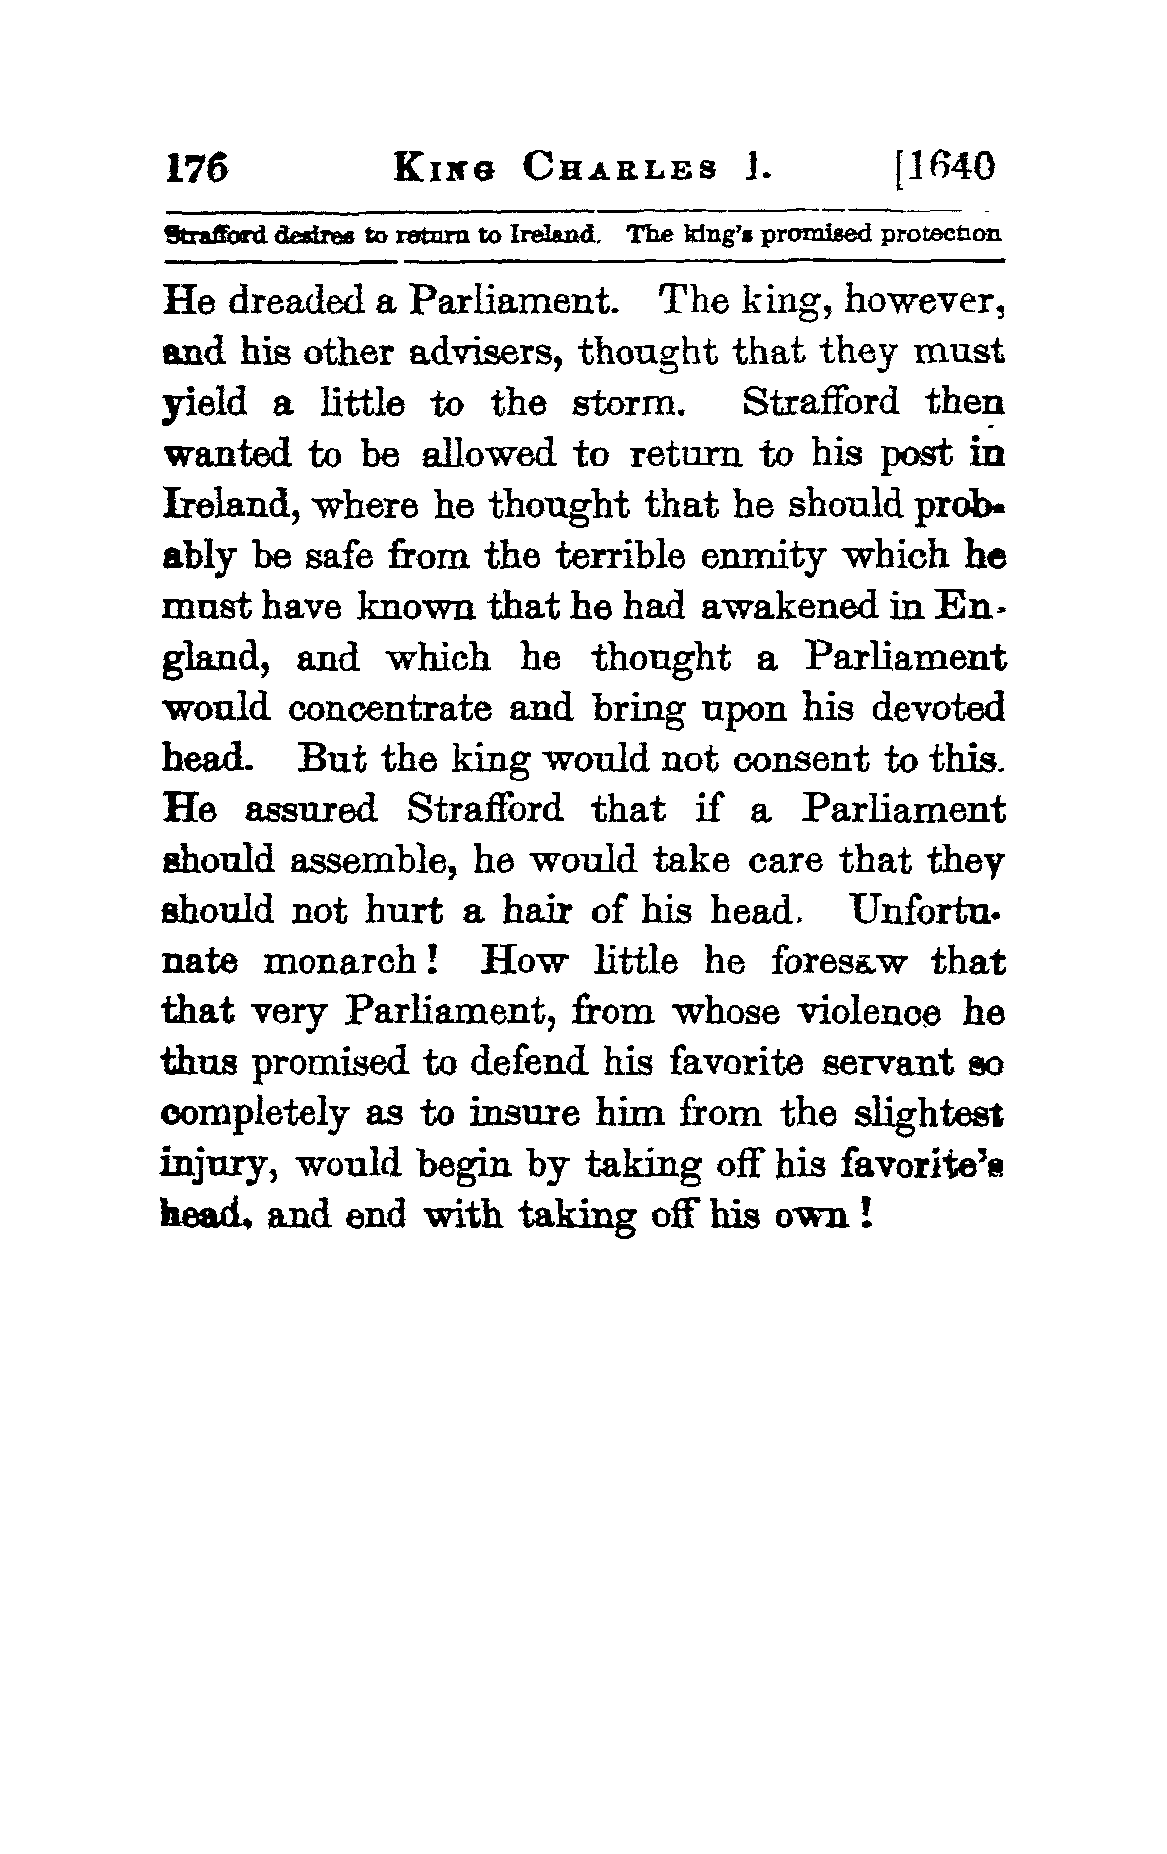 176 King Charles I. [1640
Strafford desires to return to Ireland. The king's promised protection
He dreaded a Parliament. The king, however,
and his other advisers, thought that they must
yield a little to the storm. Strafford then
wanted to be allowed to return to his post in
Ireland, where he thought that he should prob-
ably be safe from the terrible enmity which he
must have known that he had awakened in En-
gland, and which he thought a Parliament
would concentrate and bring upon his devoted
head. But the king would not consent to this.
He assured Strafford that if a Parliament
should assemble, he would take care that they
should not hurt a hair of his head. Unfortu-
nate monarch! How little he foresaw that
that very Parliament, from whose violence he
thus promised to defend his favorite servant so
completely as to insure him from the slightest
injury, would begin by taking off his favorite's
head, and end with taking off his own!